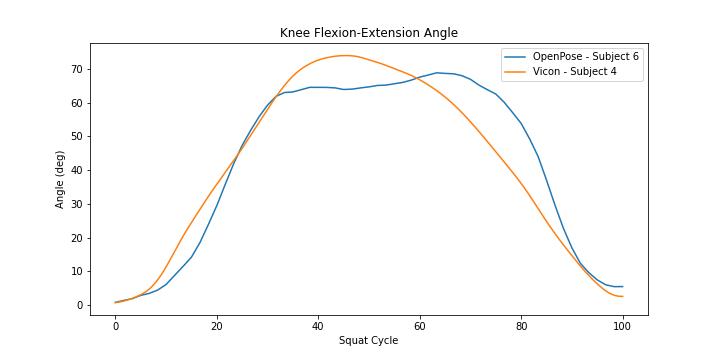 Knee Flexion-Extension Angle
OpenPose - Subject 6
Vicon - Subject 4
Angle (deg)
70
60
50
40
30
20
10
0
0 20 40 60 80 100
Squat Cycle